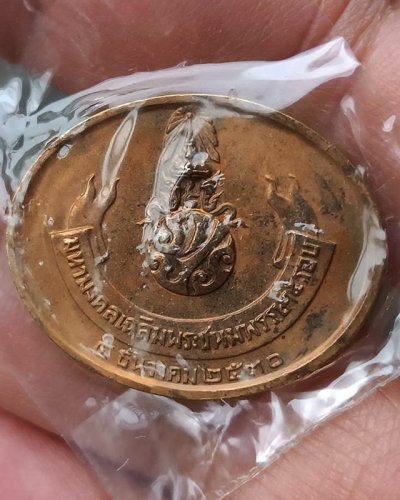 มหามงคลเฉลิมพระชนมพรรษา๕รอบ
๕ ธันวาคม๒๕๓๐